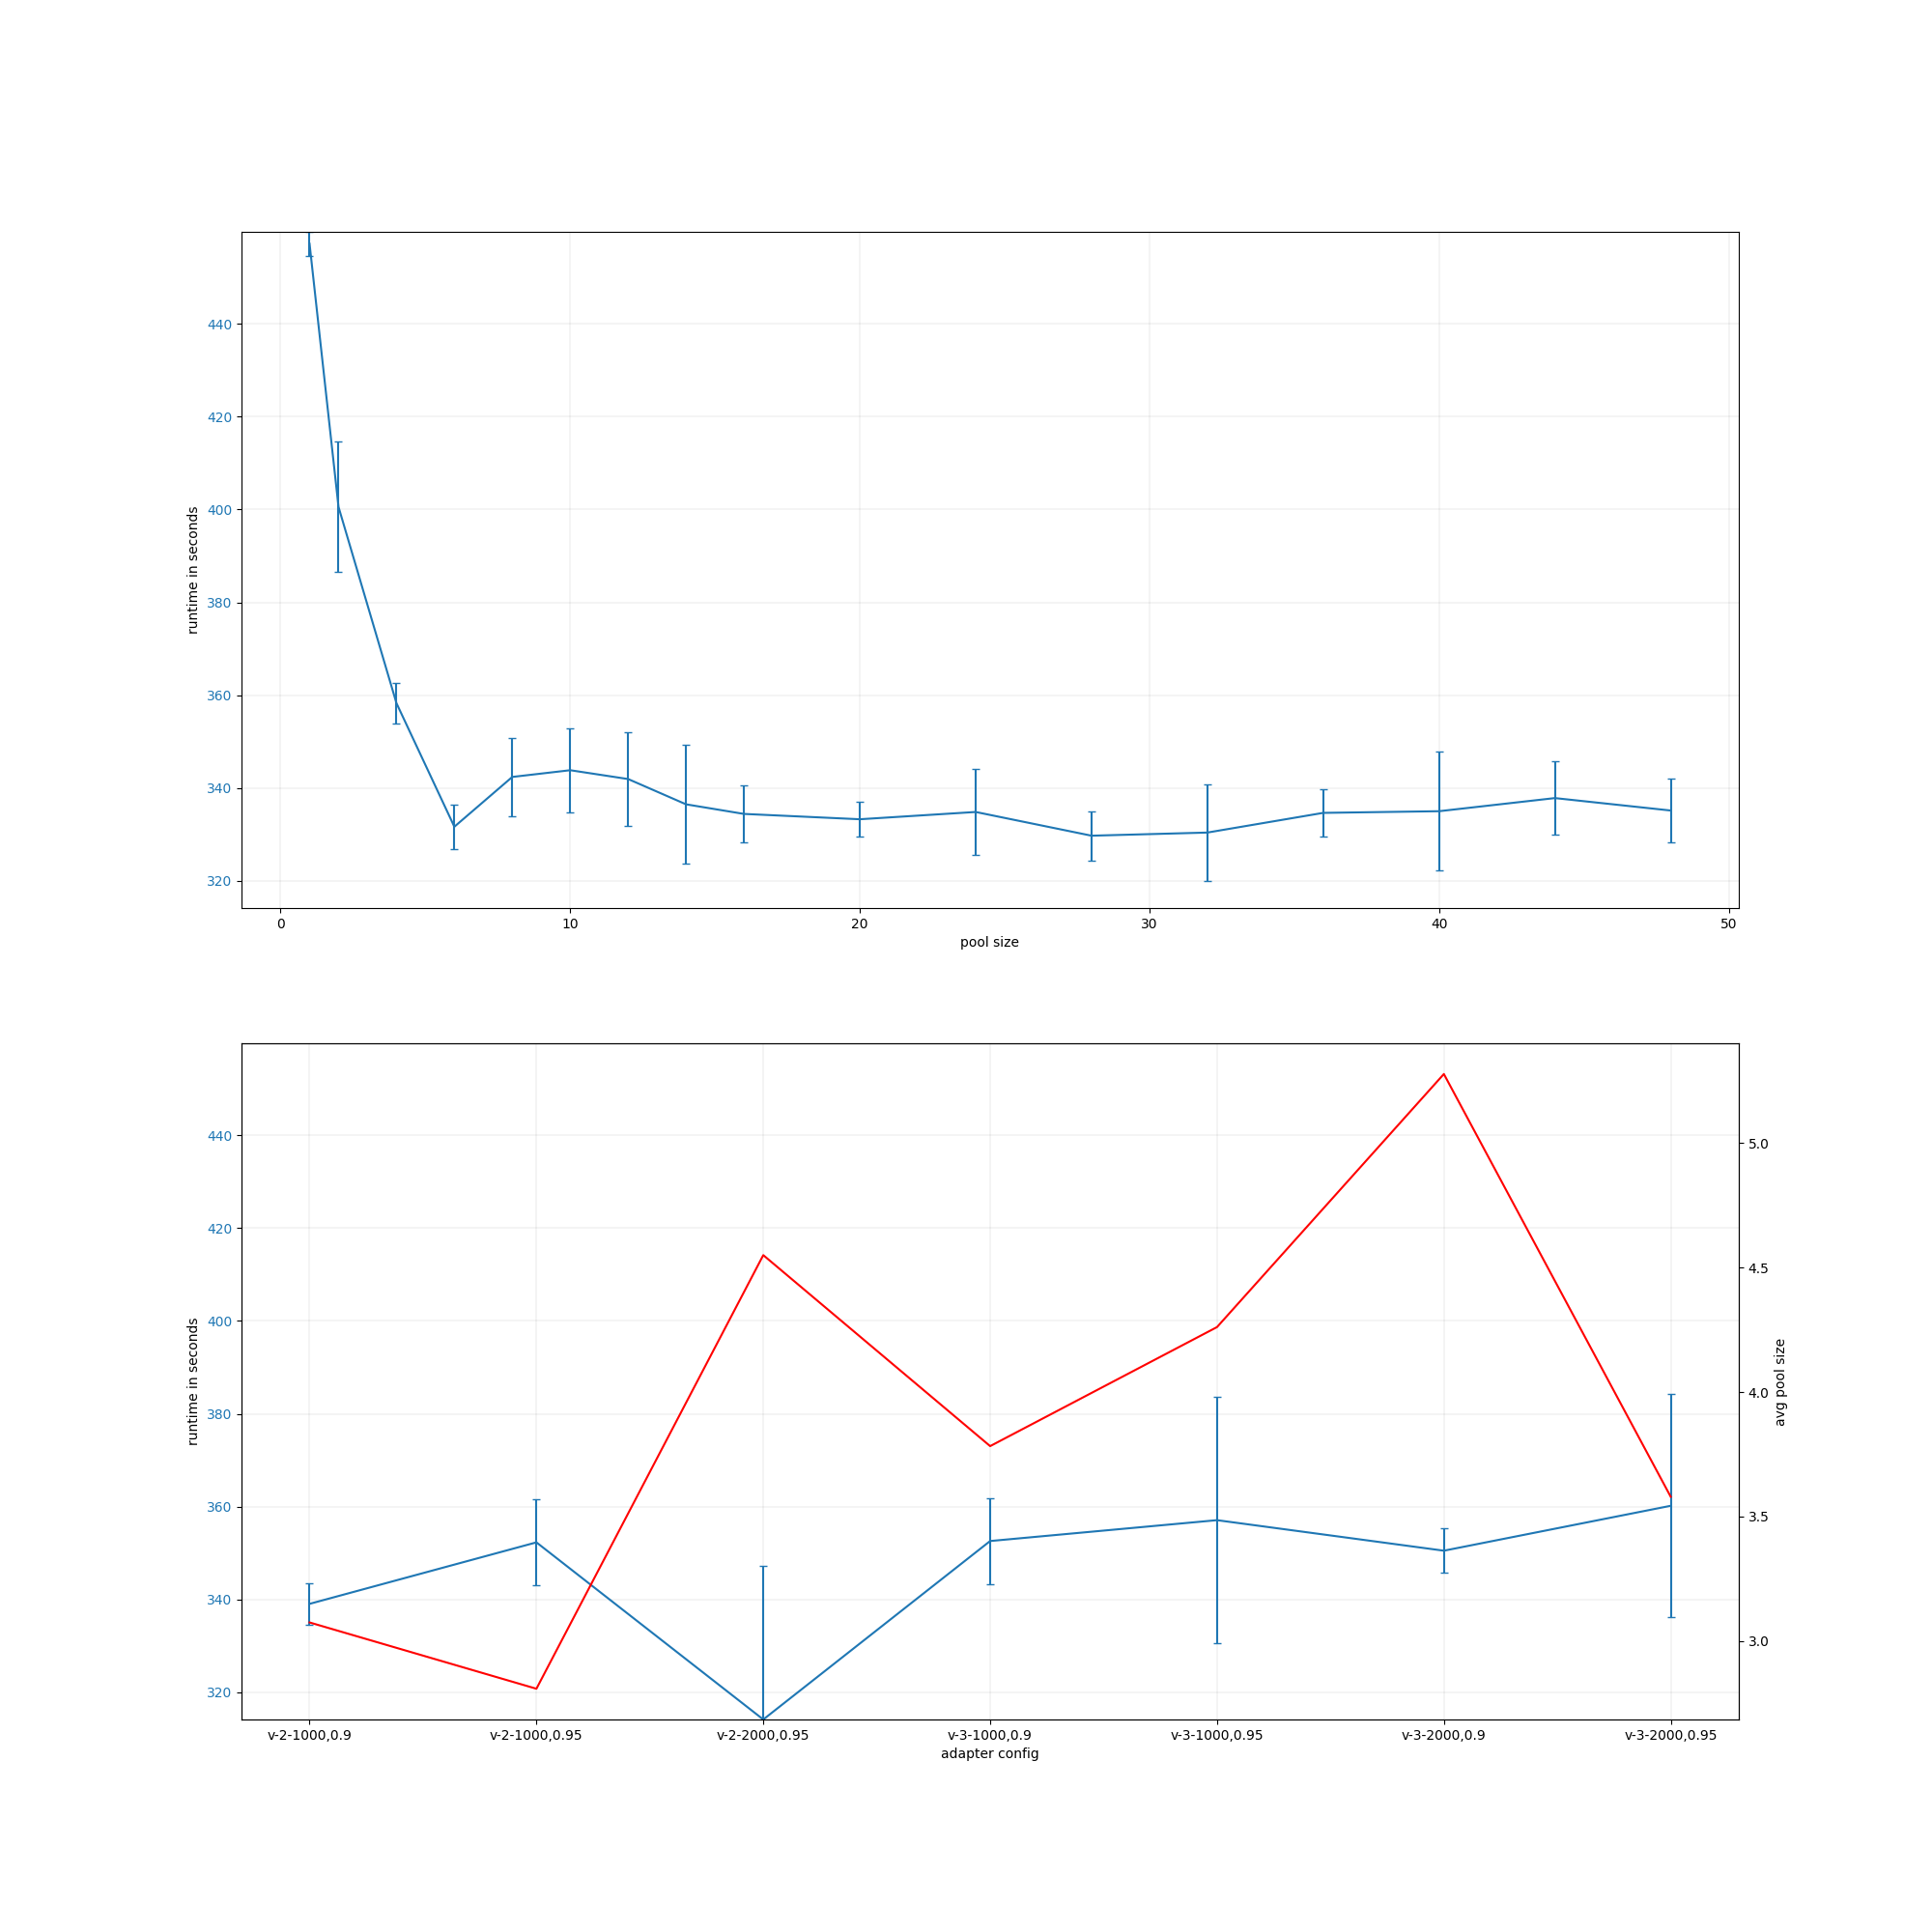 440
420
400
380
360
340
320
runtime in seconds
0 10 20 30 40 50
pool size
440
420
400
380
360
340
320
runtime in seconds
5.0
4.5
4.0
3.5
3.0
avg pool size
v-2-1000,0.9 v-2-1000,0.95 v-2-2000,0.95 v-3-1000,0.9 v-3-1000,0.95 v-3-2000,0.9 v-3-2000,0.95
adapter config